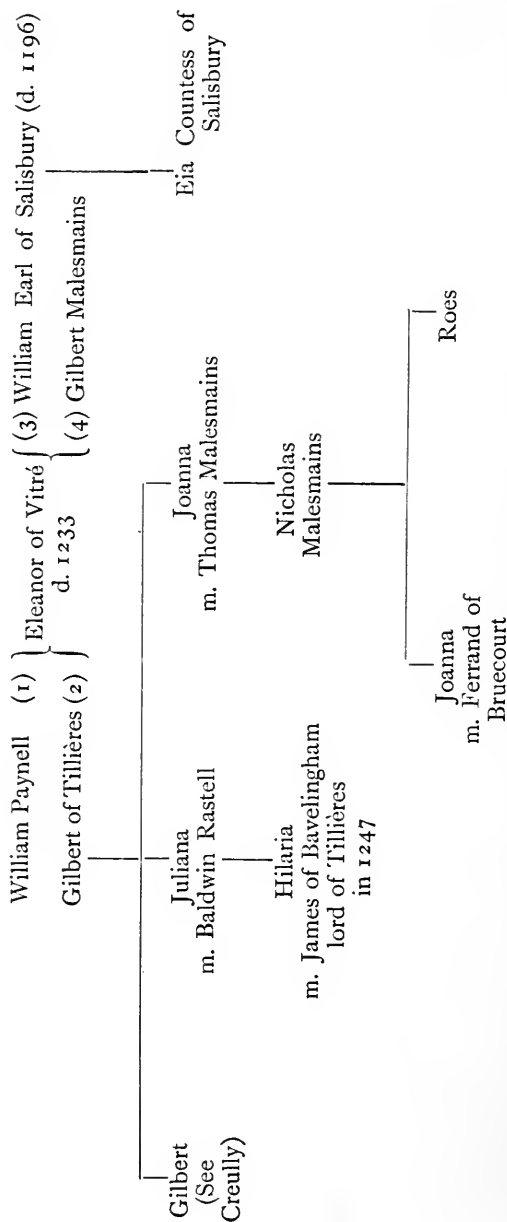 William Paynell (1) } Eleanor of Vitré { (3) William Earl of Salisbury (d. 1196)
Gilbert of Tillières (2) } d. 1233 { (4) Gilbert Malesmains
Gilbert
(See
Creully)
Juliana
m. Baldwin Rastell
Joanna
m. Thomas Malesmains
Eia Countess of
Salisbury
Hilaria
m. James of Bavelingham
lord of Tillières
in 1247
Nicholas
Malesmains
Joanna
m. Ferrand of
Bruecourt
Roes